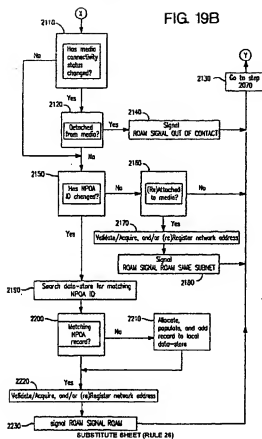 FIG. 19B
2110
X
Has media
connectivity
status
changed?
No
Yes
2120
Detached
from media?
Yes
2140
Signal
ROAM SIGNAL OUT OF CONTACT
No
Y
2130
Go to step
2070
2150
Has NPOA
ID changed?
No
2160
(Re)Attached
to media?
No
Yes
2170
Validate/Acquire, and/or (re)Register network address
Signal
ROAM SIGNAL ROAM SAME SUBNET
2180
Yes
2190
Search data-store for matching
NPOA ID
2200
Matching
NPOA
record?
No
2210
Allocate,
populate, and add
record to local
data-store
2220
Yes
Validate/Acquire, and/or (re)Register network address
2230
signal ROAM SIGNAL ROAM
SUBSTITUTE SHEET (RULE 26)